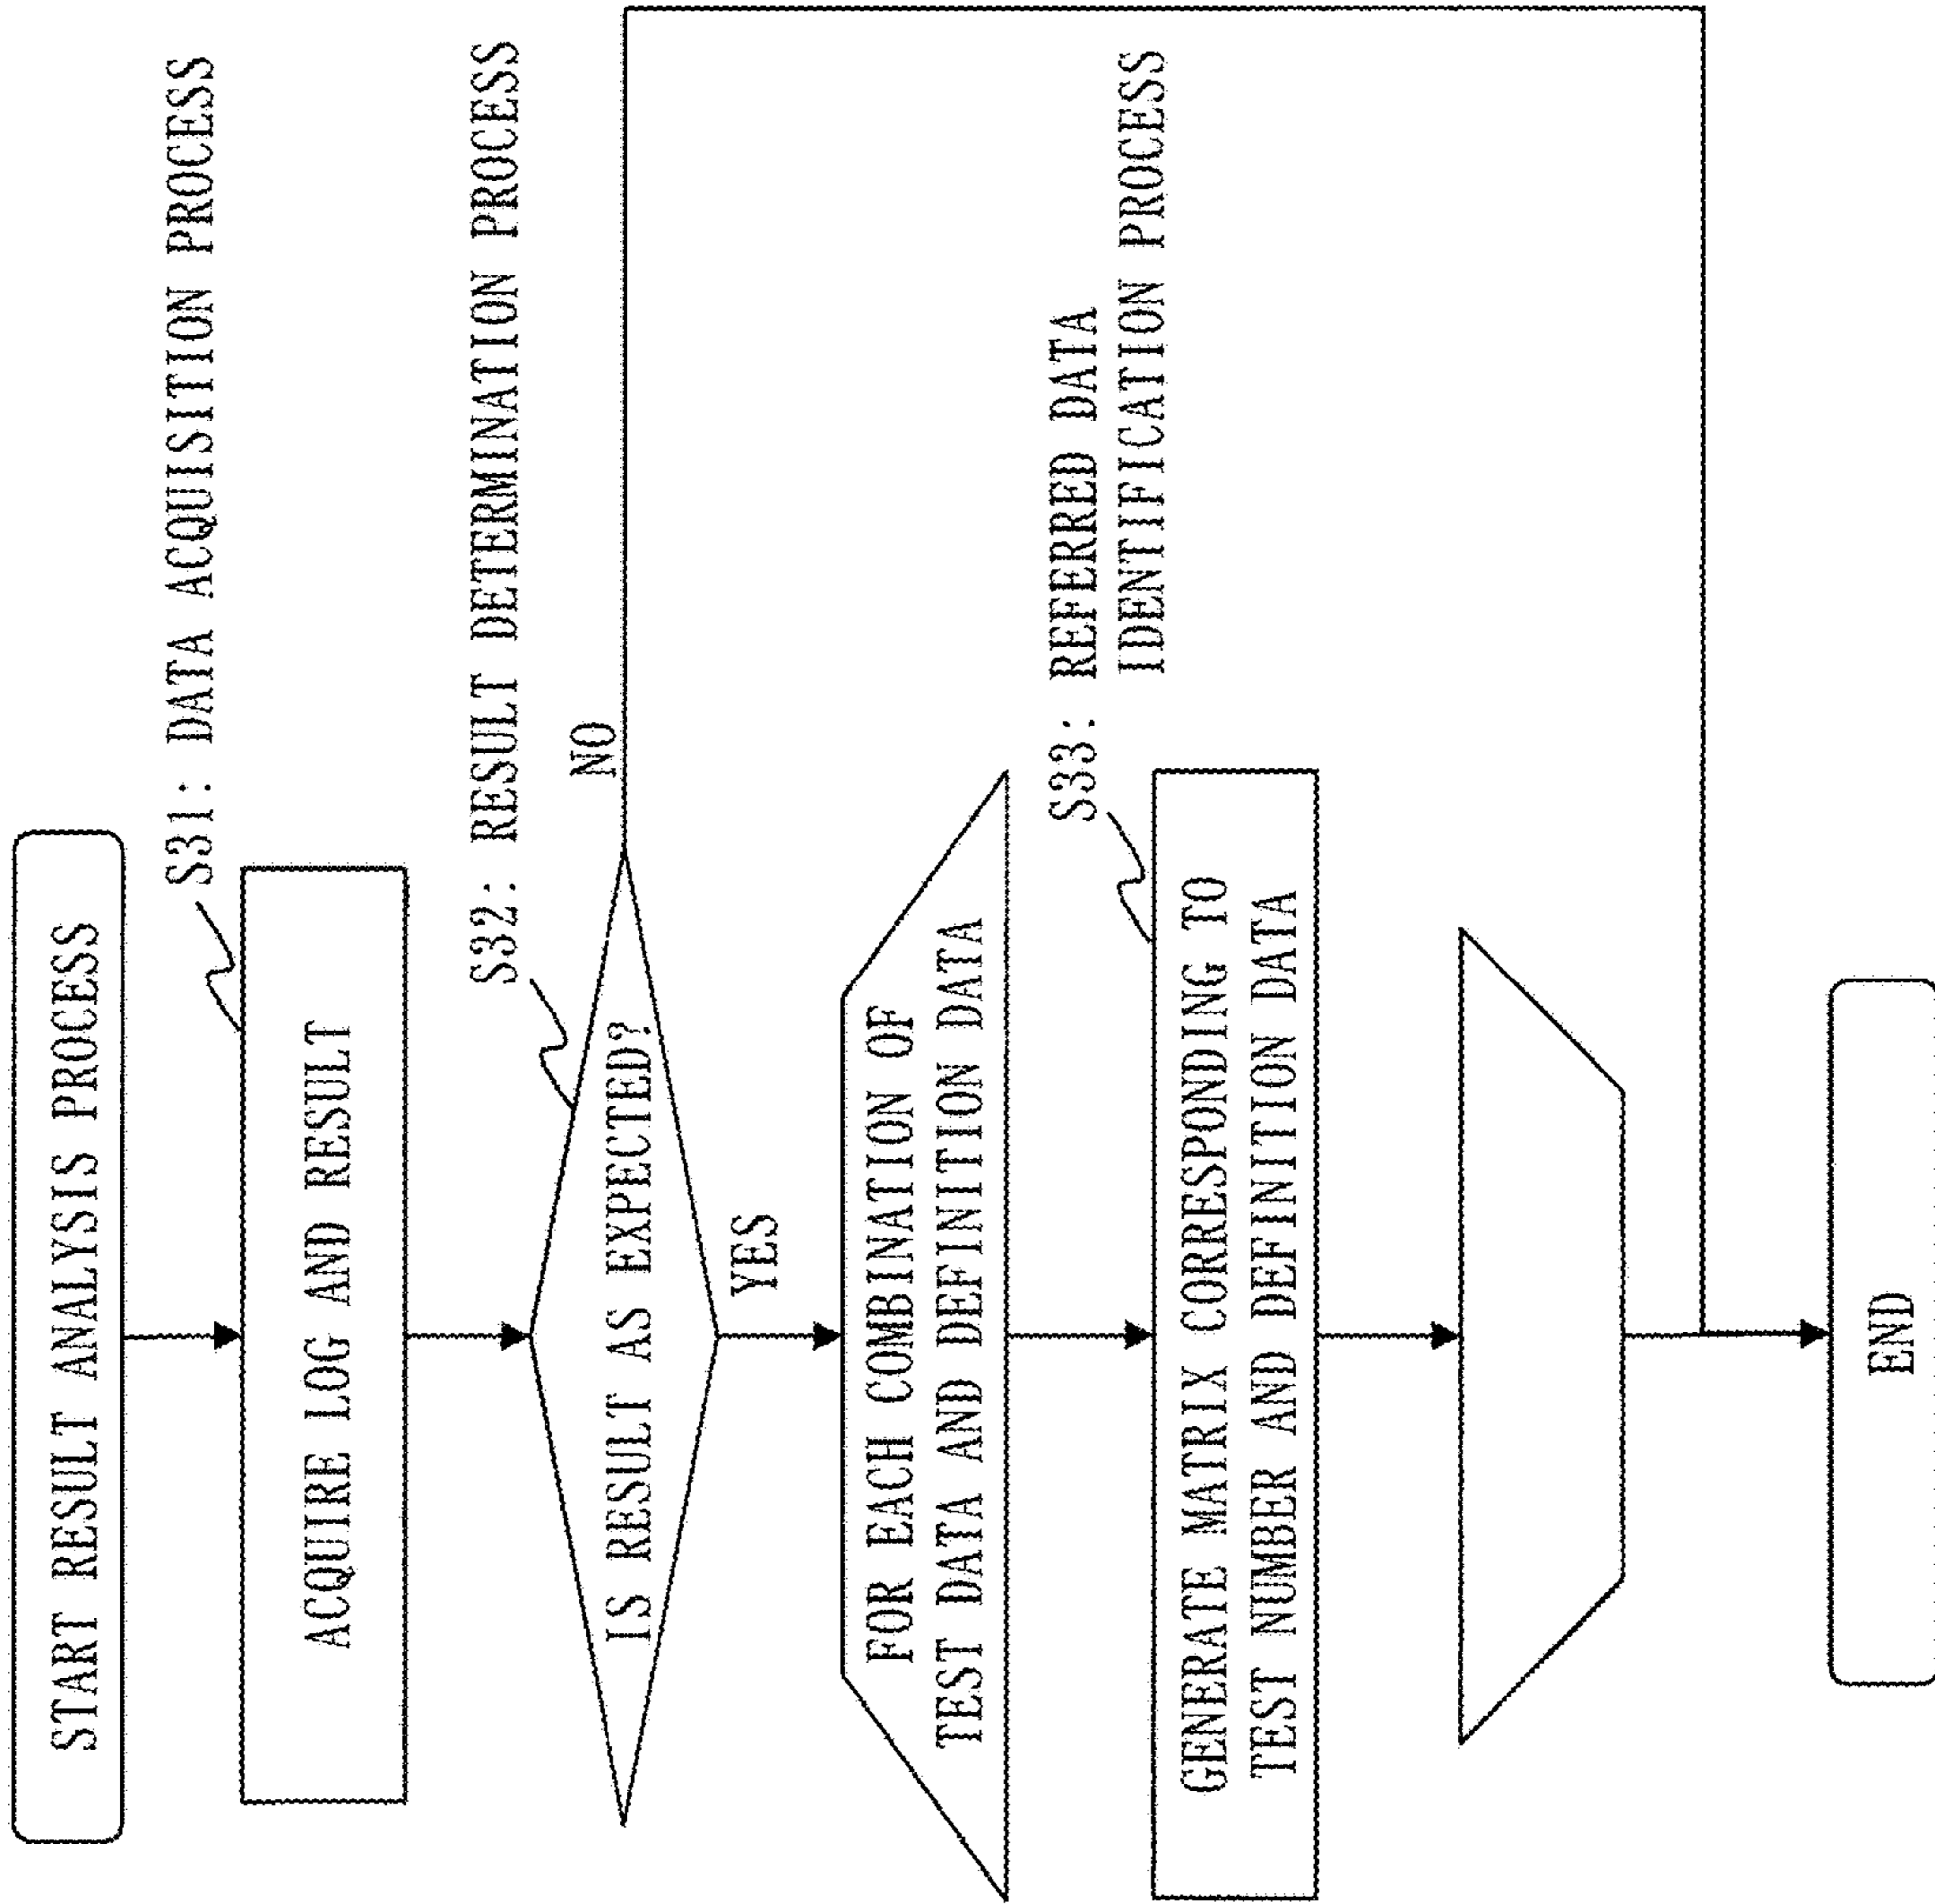 START RESULT ANALYSIS PROCESS
S31: DATA ACQUISITION PROCESS
ACQUIRE LOG AND RESULT
S32: RESULT DETERMINATION PROCESS
IS RESULT AS EXPECTED?
NO
YES
FOR EACH COMBINATION OF
TEST DATA AND DEFINITION DATA
S33: REFERRED DATA
IDENTIFICATION PROCESS
GENERATE MATRIX CORRESPONDING TO
TEST NUMBER AND DEFINITION DATA
END